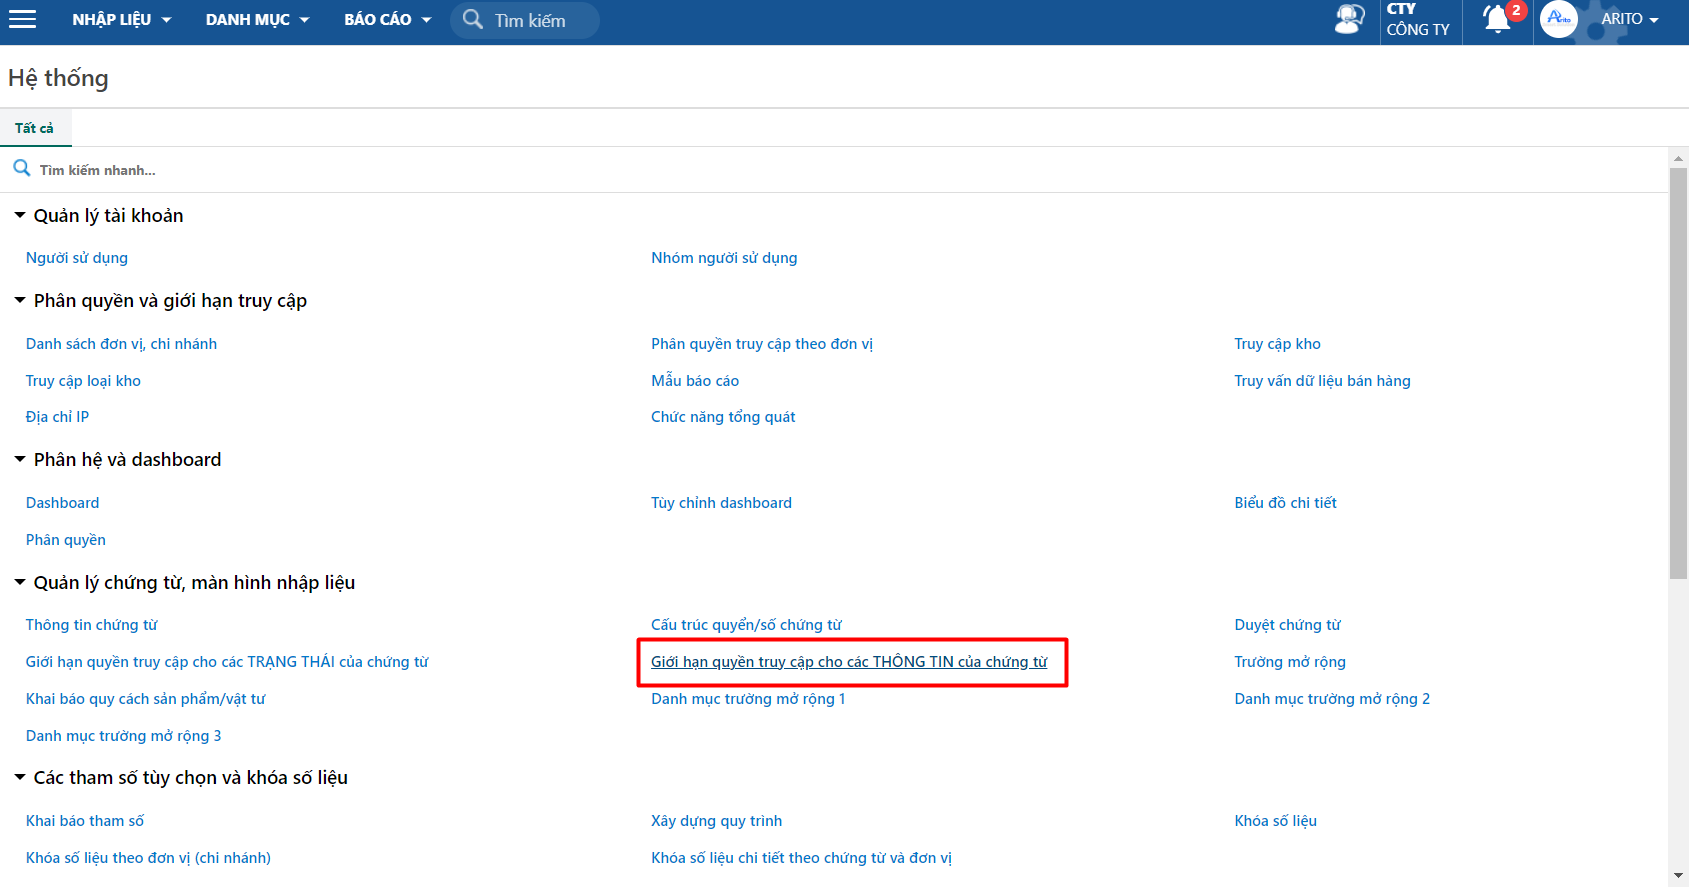 NHẬP LIỆU DANH MỤC BÁO CÁO Tìm kiếm CTY 2 Arito ARITO
CÔNG TY
Hệ thống
Tất cả
Tìm kiếm nhanh...
Quản lý tài khoản
Người sử dụng Nhóm người sử dụng
Phân quyền và giới hạn truy cập
Danh sách đơn vị, chi nhánh Phân quyền truy cập theo đơn vị Truy cập kho
Truy cập loại kho Mẫu báo cáo Truy vấn dữ liệu bán hàng
Địa chỉ IP Chức năng tổng quát
Phân hệ và dashboard
Dashboard Tùy chỉnh dashboard Biểu đồ chi tiết
Phân quyền
Quản lý chứng từ, màn hình nhập liệu
Thông tin chứng từ Cấu trúc quyển/số chứng từ Duyệt chứng từ
Giới hạn quyền truy cập cho các TRẠNG THÁI của chứng từ Giới hạn quyền truy cập cho các THÔNG TIN của chứng từ Trường mở rộng
Khai báo quy cách sản phẩm/vật tư Danh mục trường mở rộng 1 Danh mục trường mở rộng 2
Danh mục trường mở rộng 3
Các tham số tùy chọn và khóa số liệu
Khai báo tham số Xây dựng quy trình Khóa số liệu
Khóa số liệu theo đơn vị (chi nhánh) Khóa số liệu chi tiết theo chứng từ và đơn vị